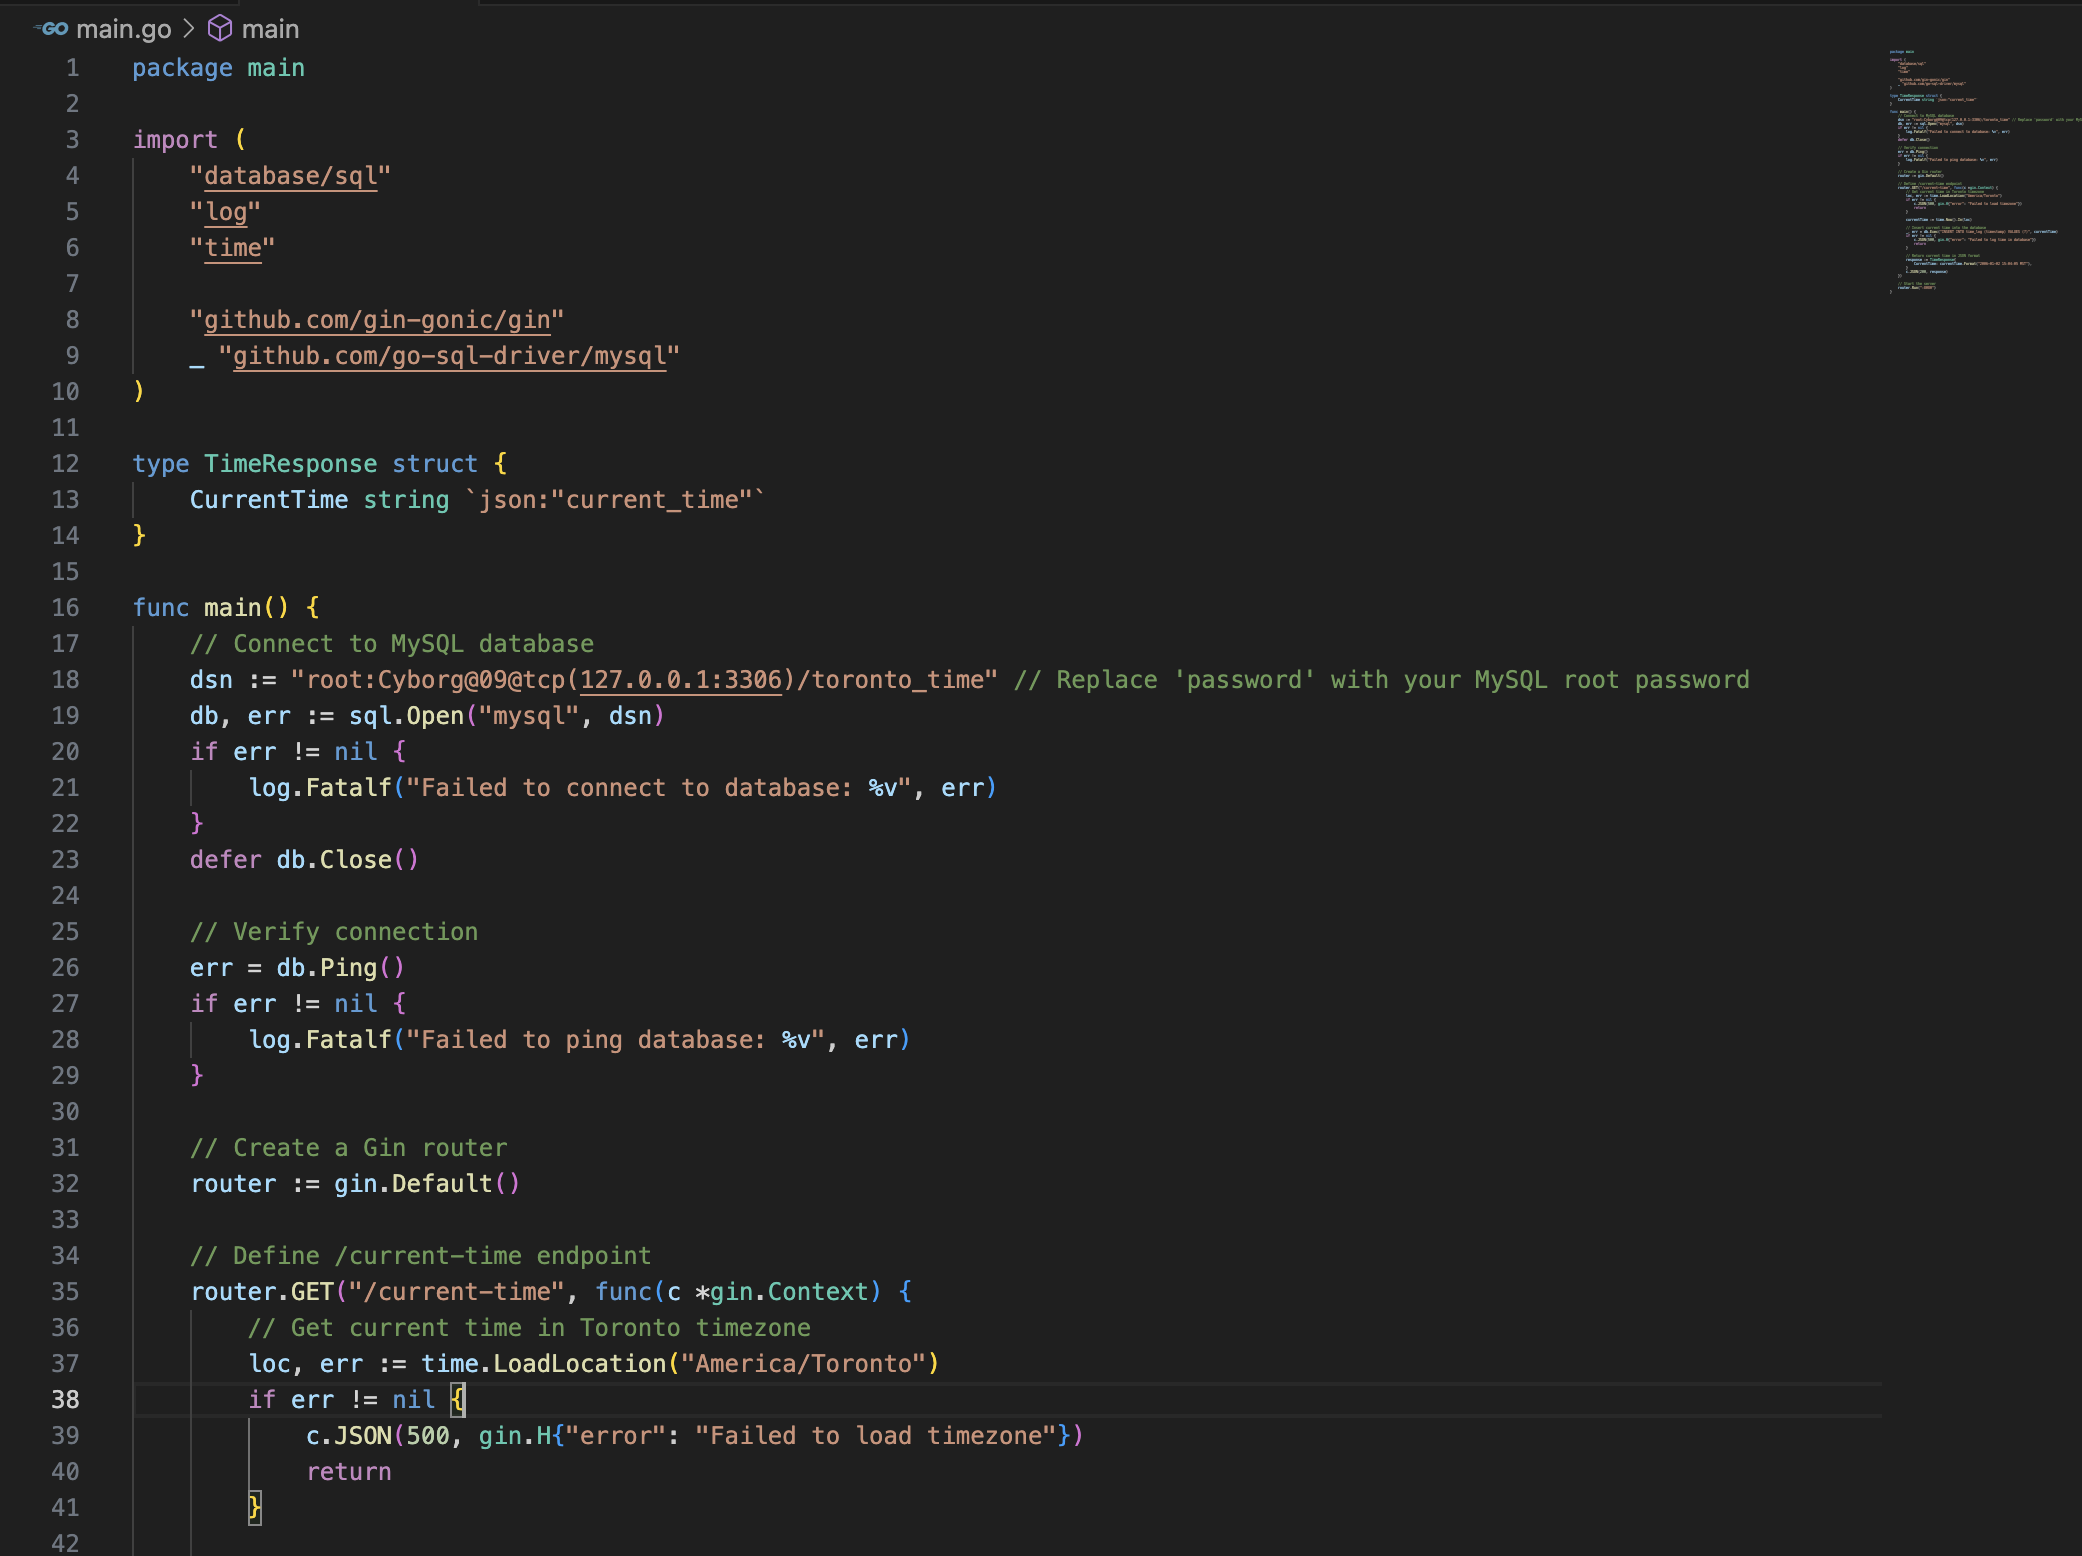 GO main.go > main
1 package main
2
3 import (
4 "database/sql"
5 "log"
6 "time"
7
8 "github.com/gin-gonic/gin"
9 _ "github.com/go-sql-driver/mysql"
10 )
11
12 type TimeResponse struct {
13 CurrentTime string `json:"current_time"`
14 }
15
16 func main() {
17 // Connect to MySQL database
18 dsn := "root:Cyborg@09@tcp(127.0.0.1:3306)/toronto_time" // Replace 'password' with your MySQL root password
19 db, err := sql.Open("mysql", dsn)
20 if err != nil {
21 log.Fatalf("Failed to connect to database: %v", err)
22 }
23 defer db.Close()
24
25 // Verify connection
26 err = db.Ping()
27 if err != nil {
28 log.Fatalf("Failed to ping database: %v", err)
29 }
30
31 // Create a Gin router
32 router := gin.Default()
33
34 // Define /current-time endpoint
35 router.GET("/current-time", func(c *gin.Context) {
36 // Get current time in Toronto timezone
37 loc, err := time.LoadLocation("America/Toronto")
38 if err != nil {
39 c.JSON(500, gin.H{"error": "Failed to load timezone"})
40 return
41 }
42